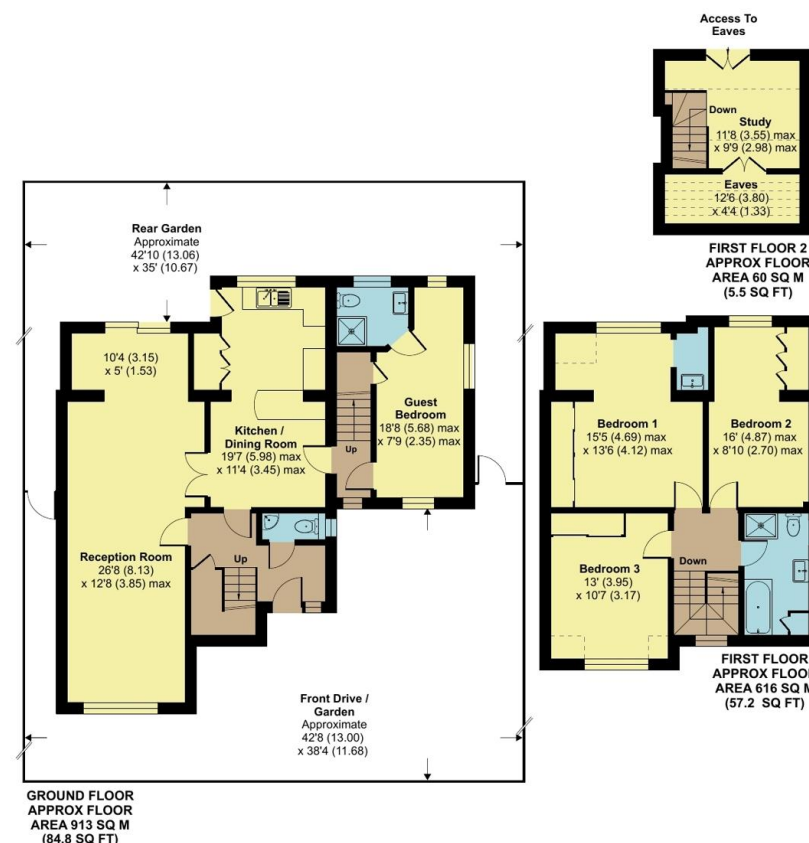 Access To
Eaves
Down
Study
11'8 (3.55) max
x 9'9 (2.98) max
Eaves
12'6 (3.80)
x 4'4 (1.33)
FIRST FLOOR 2
APPROX FLOOR
AREA 60 SQ M
(5.5 SQ FT)
Rear Garden
Approximate
42'10 (13.06)
x 35' (10.67)
10'4 (3.15)
x 5' (1.53)
Kitchen /
Dining Room
19'7 (5.98) max
x 11'4 (3.45) max
Guest
Bedroom
18'8 (5.68) max
x 7'9 (2.35) max
Up
Reception Room
26'8 (8.13)
x 12'8 (3.85) max
Up
Front Drive /
Garden
Approximate
42'8 (13.00)
x 38'4 (11.68)
GROUND FLOOR
APPROX FLOOR
AREA 913 SQ M
(84.8 SQ FT)
Bedroom 1
15'5 (4.69) max
x 13'6 (4.12) max
Bedroom 2
16' (4.87) max
x 8'10 (2.70) max
Bedroom 3
13' (3.95)
x 10'7 (3.17)
Down
FIRST FLOOR
APPROX FLOOR
AREA 616 SQ M
(57.2 SQ FT)